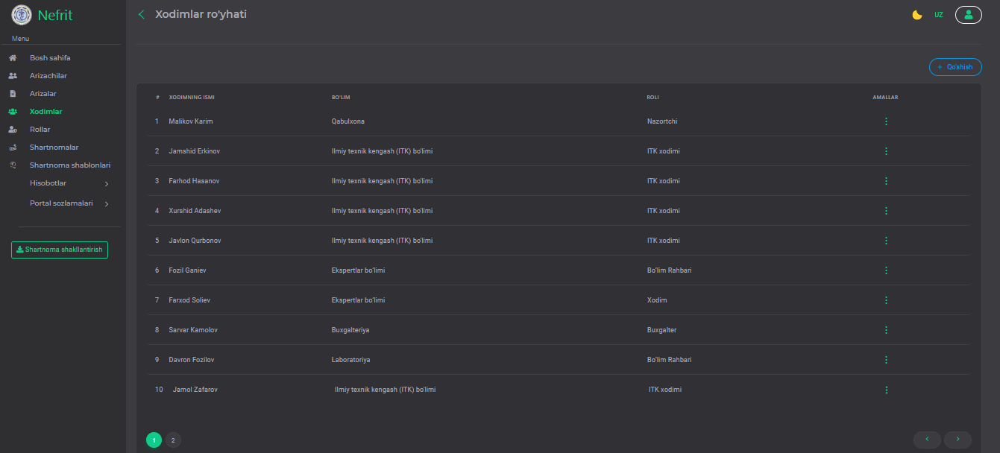 Nefrit
Menu
Bosh sahifa
Arizachilar
Arizalar
Xodimlar
Rollar
Shartnomalar
Shartnoma shablonlari
Hisobotlar
Portal sozlamalari
Shartnoma shakllantirish
Xodimlar ro'yhati
UZ
+ Qo'shish
# XODIMNING ISMI BO'LIM ROLI AMALLAR
1 Malikov Karim Qabulxona Nazortchi
2 Jamshid Erkinov Ilmiy texnik kengash (ITK) bo'limi ITK xodimi
3 Farhod Hasanov Ilmiy texnik kengash (ITK) bo'limi ITK xodimi
4 Xurshid Adashev Ilmiy texnik kengash (ITK) bo'limi ITK xodimi
5 Javlon Qurbonov Ilmiy texnik kengash (ITK) bo'limi ITK xodimi
6 Fozil Ganiev Ekspertlar bo'limi Bo'lim Rahbari
7 Farxod Soliev Ekspertlar bo'limi Xodim
8 Sarvar Kamolov Buxgalteriya Buxgalter
9 Davron Fozilov Laboratoriya Bo'lim Rahbari
10 Jamol Zafarov Ilmiy texnik kengash (ITK) bo'limi ITK xodimi
1 2